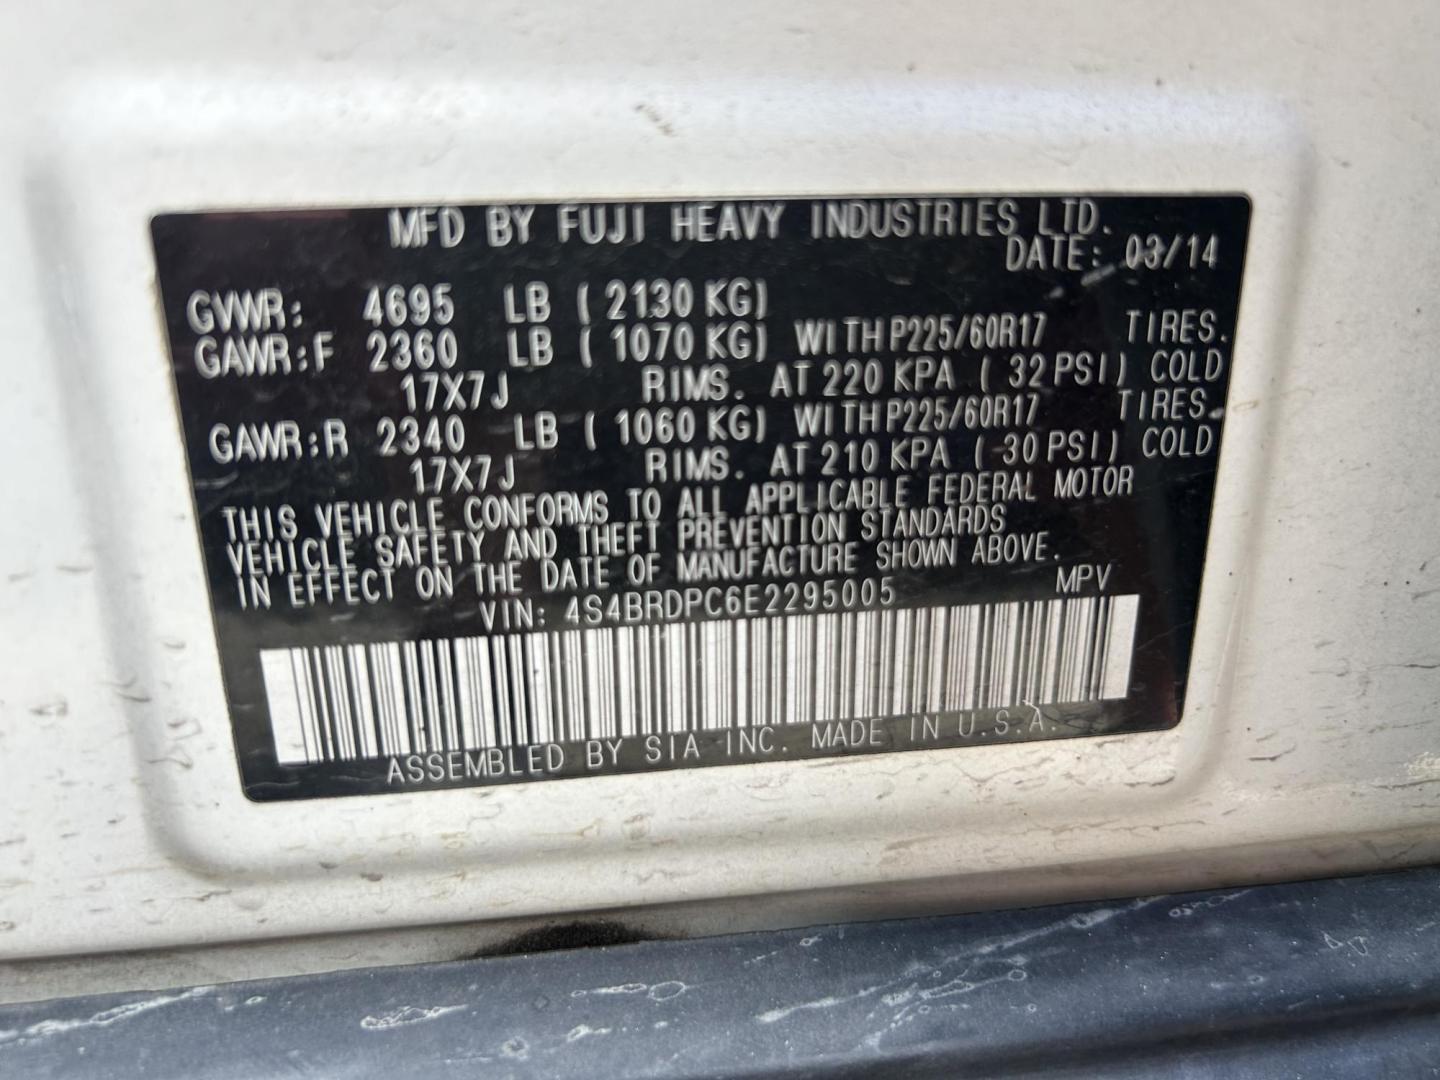 MFD BY FUJI HEAVY INDUSTRIES LTD.
DATE: 03/14
GVWR: 4695 LB ( 2130 KG)
GAWR:F 2360 LB ( 1070 KG) WITH P225/60R17 TIRES.
17X7J RIMS. AT 220 KPA ( 32 PSI) COLD
GAWR:R 2340 LB ( 1060 KG) WITH P225/60R17 TIRES.
17X7J RIMS. AT 210 KPA ( 30 PSI) COLD
THIS VEHICLE CONFORMS TO ALL APPLICABLE FEDERAL MOTOR
VEHICLE SAFETY AND THEFT PREVENTION STANDARDS
IN EFFECT ON THE DATE OF MANUFACTURE SHOWN ABOVE.
VIN: 4S4BRDPC6E2295005 MPV
ASSEMBLED BY SIA INC. MADE IN U.S.A.